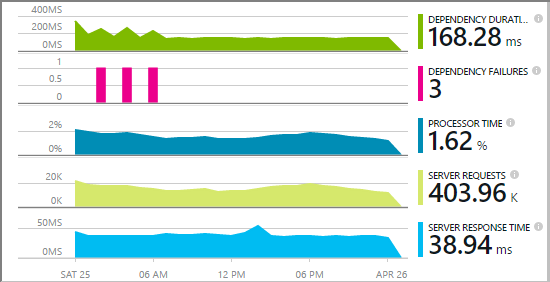 400MS
200MS
0MS
DEPENDENCY DURATI...
168.28 ms
1
0.5
0
DEPENDENCY FAILURES
3
2%
0%
PROCESSOR TIME
1.62 %
20K
0K
SERVER REQUESTS
403.96 K
50MS
0MS
SERVER RESPONSE TIME
38.94 ms
SAT 25
06 AM
12 PM
06 PM
APR 26